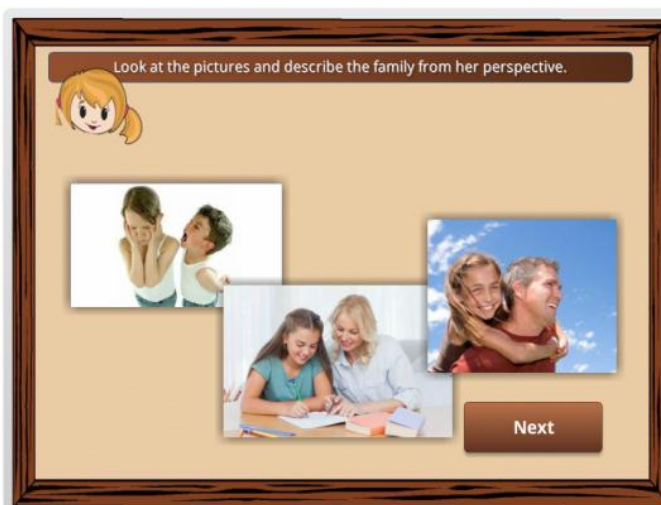 Look at the pictures and describe the family from her perspective.
Next